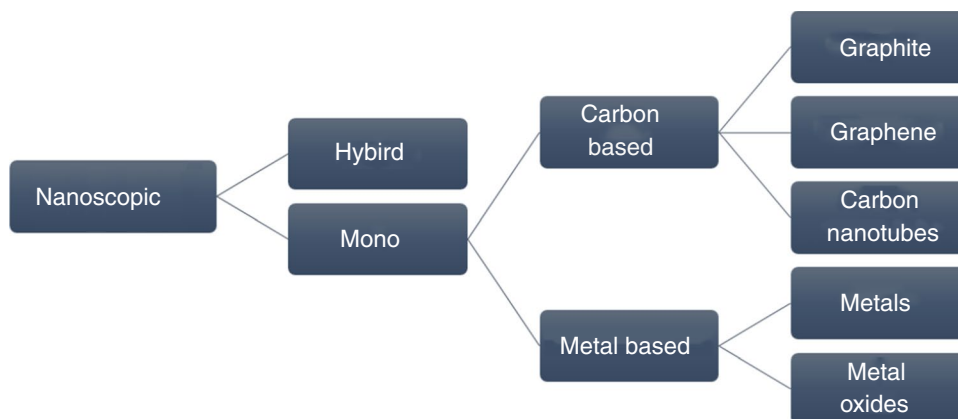 Nanoscopic
Hybird
Mono
Carbon
based
Metal based
Graphite
Graphene
Carbon
nanotubes
Metals
Metal
oxides